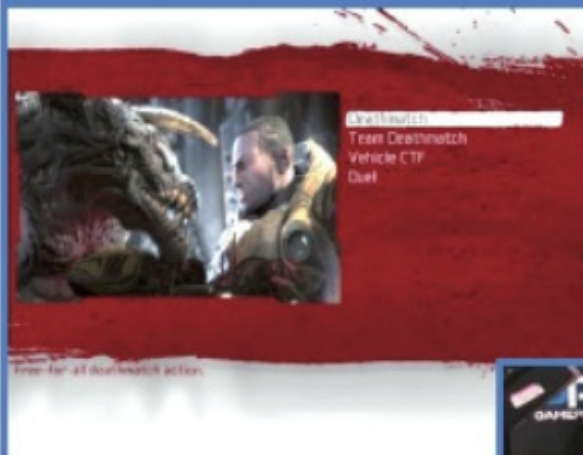 Deathmatch
Team Deathmatch
Vehicle CTF
Duel
Free-for-all deathmatch action.